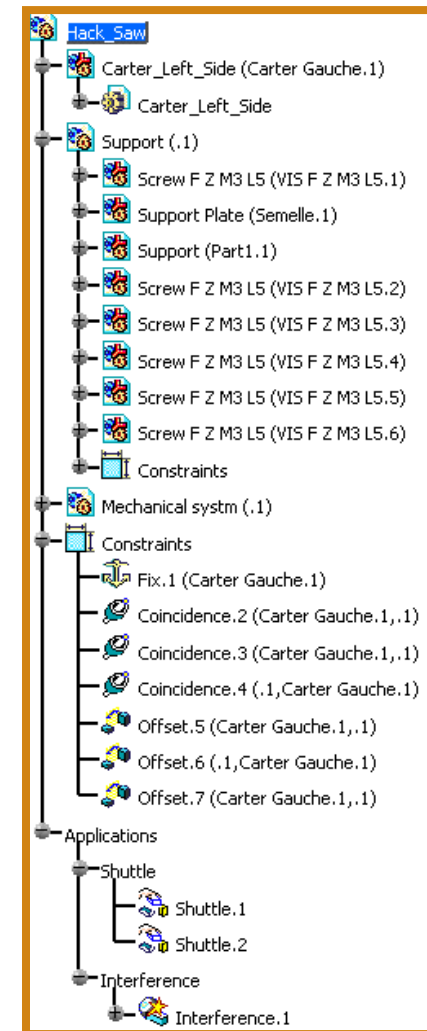 Hack_Saw
Carter_Left_Side (Carter Gauche.1)
Carter_Left_Side
Support (.1)
Screw F Z M3 L5 (VIS F Z M3 L5.1)
Support Plate (Semelle.1)
Support (Part1.1)
Screw F Z M3 L5 (VIS F Z M3 L5.2)
Screw F Z M3 L5 (VIS F Z M3 L5.3)
Screw F Z M3 L5 (VIS F Z M3 L5.4)
Screw F Z M3 L5 (VIS F Z M3 L5.5)
Screw F Z M3 L5 (VIS F Z M3 L5.6)
Constraints
Mechanical systm (.1)
Constraints
Fix.1 (Carter Gauche.1)
Coincidence.2 (Carter Gauche.1,.1)
Coincidence.3 (Carter Gauche.1,.1)
Coincidence.4 (.1,Carter Gauche.1)
Offset.5 (Carter Gauche.1,.1)
Offset.6 (.1,Carter Gauche.1)
Offset.7 (Carter Gauche.1,.1)
Applications
Shuttle
Shuttle.1
Shuttle.2
Interference
Interference.1